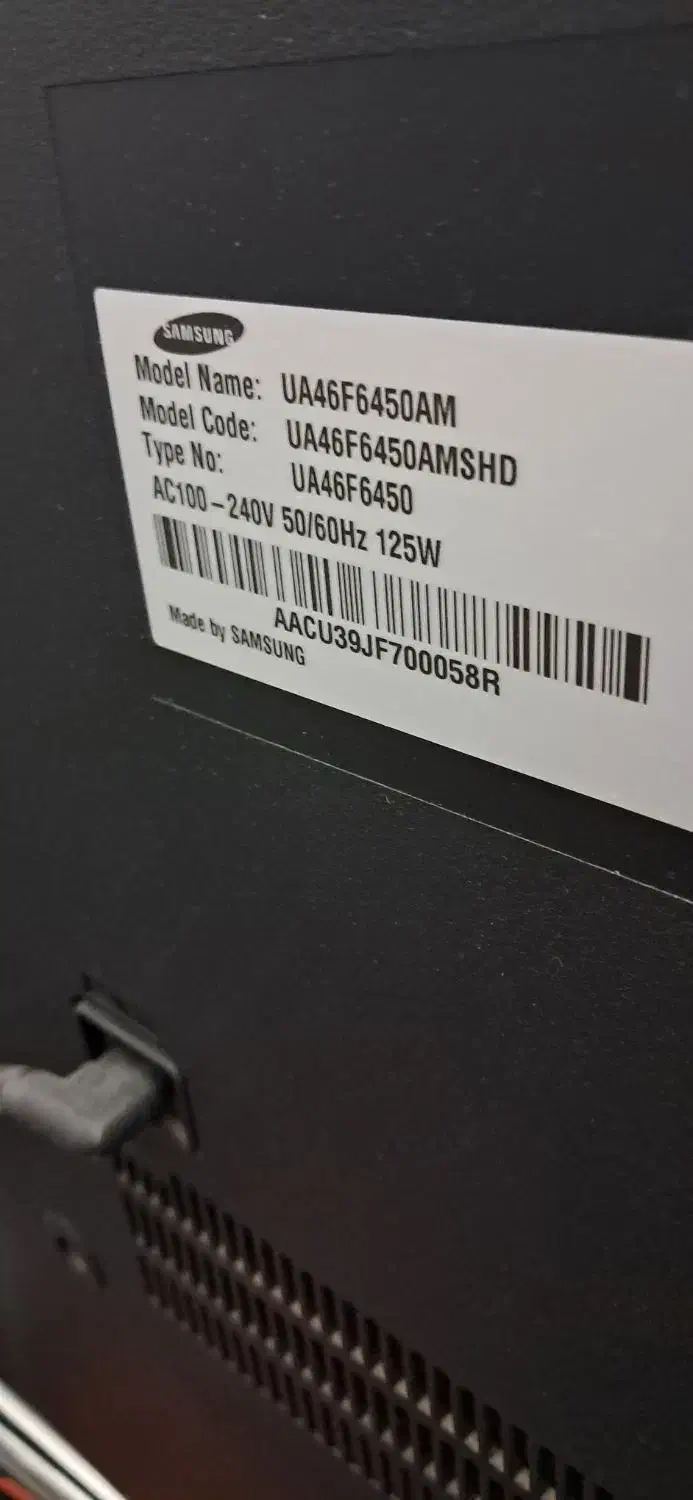 SAMSUNG
Model Name: UA46F6450AM
Model Code: UA46F6450AMSHD
Type No: UA46F6450
AC100-240V 50/60Hz 125W
AACU39JF700058R
Made by SAMSUNG